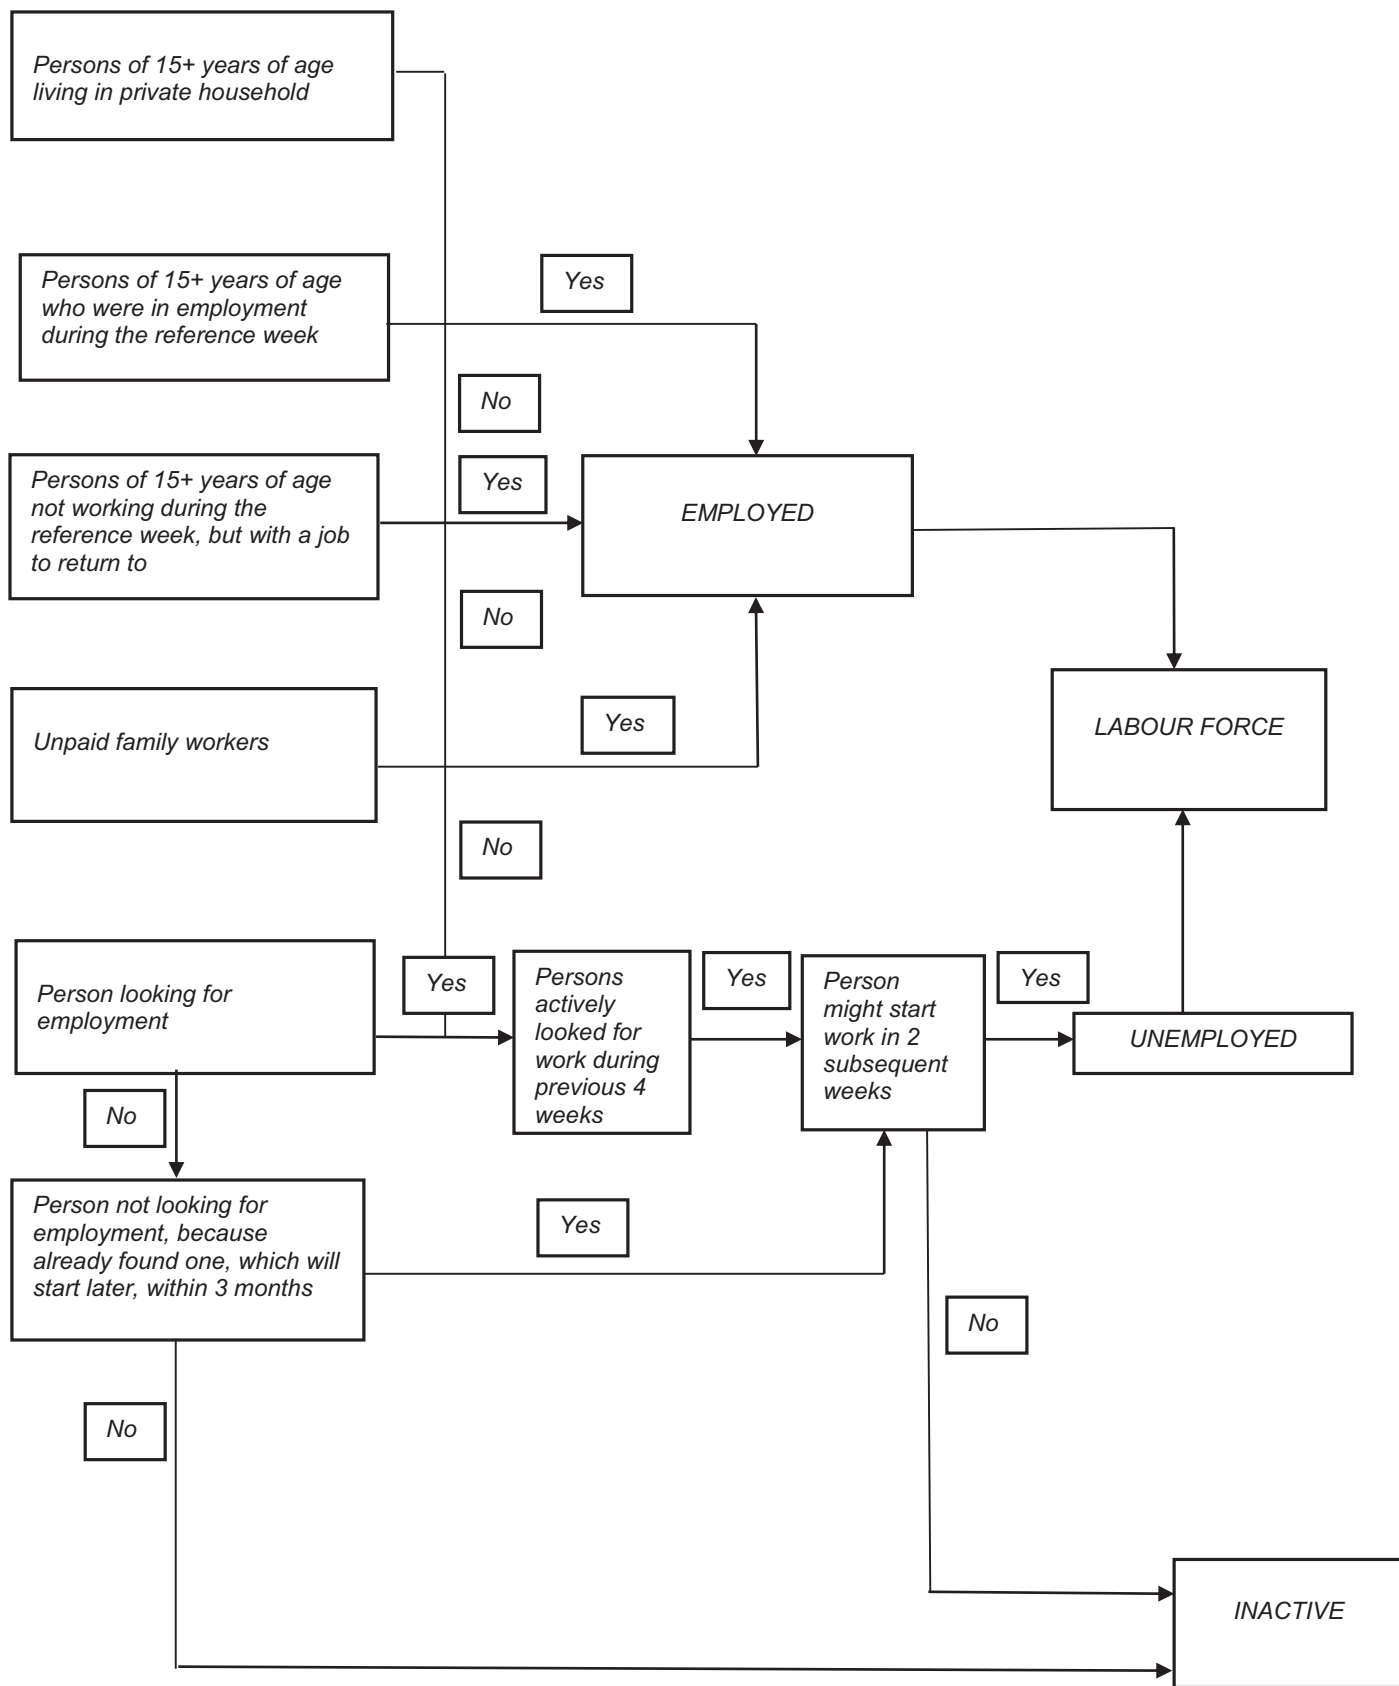 Persons of 15+ years of age
living in private household
Persons of 15+ years of age
who were in employment
during the reference week
Yes
No
Persons of 15+ years of age
not working during the
reference week, but with a job
to return to
Yes
EMPLOYED
No
Unpaid family workers
Yes
LABOUR FORCE
No
Person looking for
employment
Yes
Persons
actively
looked for
work during
previous 4
weeks
Yes
Person
might start
work in 2
subsequent
weeks
Yes
UNEMPLOYED
No
Person not looking for
employment, because
already found one, which will
start later, within 3 months
Yes
No
No
INACTIVE